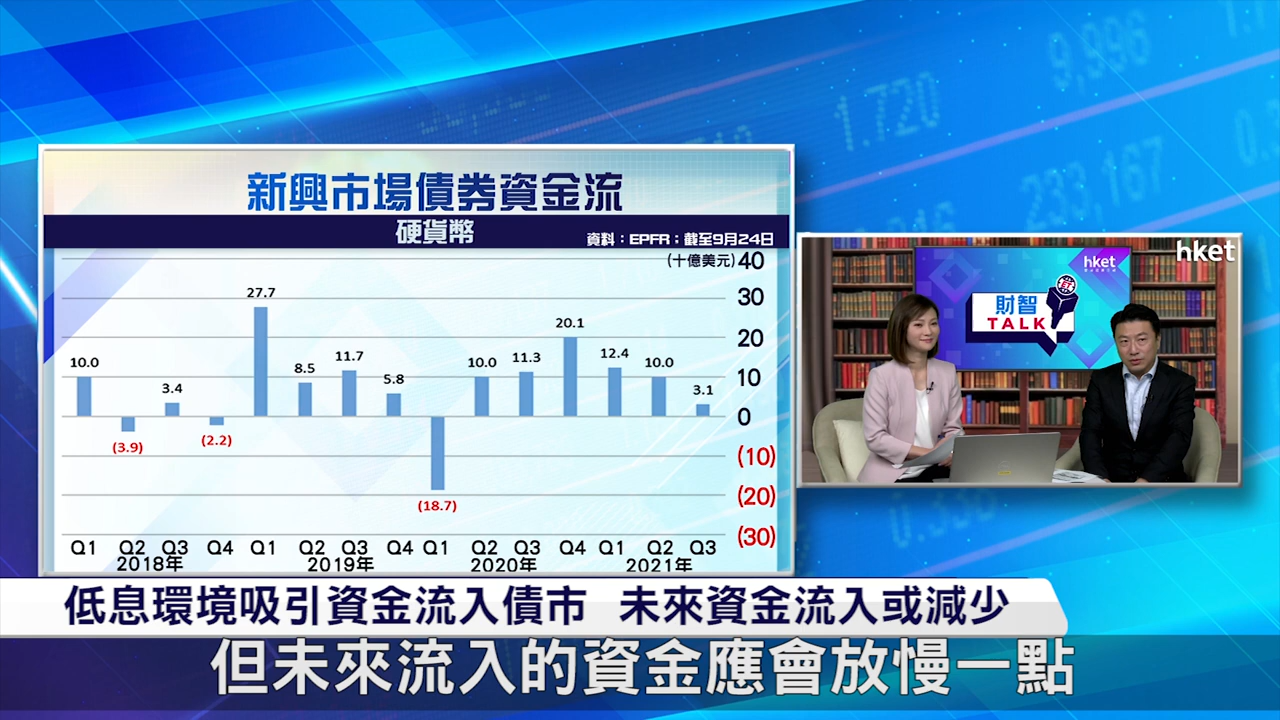 9,996
1.720
233,167
新興市場債券資金流
硬貨幣
資料：EPFR；截至9月24日
(十億美元)
40
30
20
10
0
(10)
(20)
(30)
10.0
(3.9)
3.4
(2.2)
27.7
8.5
11.7
5.8
(18.7)
10.0
11.3
20.1
12.4
10.0
3.1
Q1 Q2 Q3 Q4 Q1 Q2 Q3 Q4 Q1 Q2 Q3 Q4 Q1 Q2 Q3
2018年 2019年 2020年 2021年
hket
hket
財智
TALK
低息環境吸引資金流入債市 未來資金流入或減少
但未來流入的資金應會放慢一點